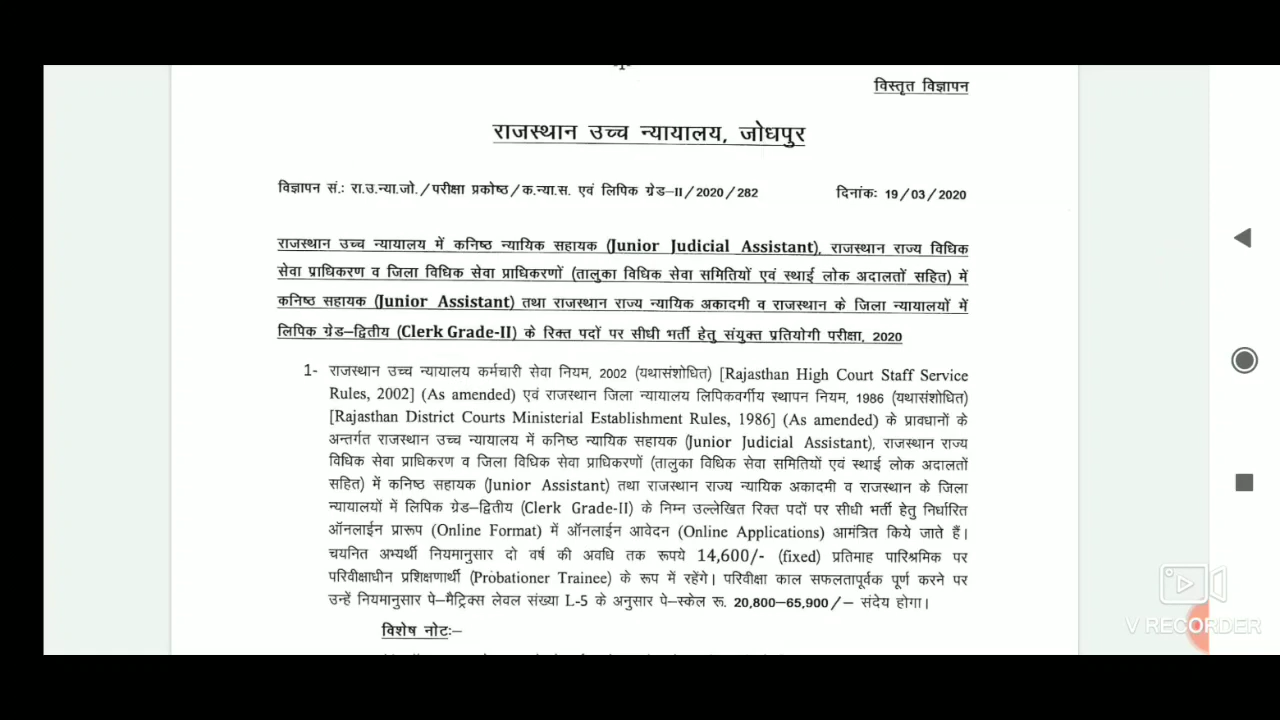 विस्तृत विज्ञापन
राजस्थान उच्च न्यायालय, जोधपुर
विज्ञापन सं.: रा.उ.न्या.जो./परीक्षा प्रकोष्ठ/क.न्या.स. एवं लिपिक ग्रेड–II/2020/282 दिनांकः 19/03/2020
राजस्थान उच्च न्यायालय में कनिष्ठ न्यायिक सहायक (Junior Judicial Assistant), राजस्थान राज्य विधिक
सेवा प्राधिकरण व जिला विधिक सेवा प्राधिकरणों (तालुका विधिक सेवा समितियों एवं स्थाई लोक अदालतों सहित) में
कनिष्ठ सहायक (Junior Assistant) तथा राजस्थान राज्य न्यायिक अकादमी व राजस्थान के जिला न्यायालयों में
लिपिक ग्रेड–द्वितीय (Clerk Grade-II) के रिक्त पदों पर सीधी भर्ती हेतु संयुक्त प्रतियोगी परीक्षा, 2020
1- राजस्थान उच्च न्यायालय कर्मचारी सेवा नियम, 2002 (यथासंशोधित) [Rajasthan High Court Staff Service
Rules, 2002] (As amended) एवं राजस्थान जिला न्यायालय लिपिकवर्गीय स्थापन नियम, 1986 (यथासंशोधित)
[Rajasthan District Courts Ministerial Establishment Rules, 1986] (As amended) के प्रावधानों के
अन्तर्गत राजस्थान उच्च न्यायालय में कनिष्ठ न्यायिक सहायक (Junior Judicial Assistant), राजस्थान राज्य
विधिक सेवा प्राधिकरण व जिला विधिक सेवा प्राधिकरणों (तालुका विधिक सेवा समितियों एवं स्थाई लोक अदालतों
सहित) में कनिष्ठ सहायक (Junior Assistant) तथा राजस्थान राज्य न्यायिक अकादमी व राजस्थान के जिला
न्यायालयों में लिपिक ग्रेड–द्वितीय (Clerk Grade-II) के निम्न उल्लेखित रिक्त पदों पर सीधी भर्ती हेतु निर्धारित
ऑनलाईन प्रारूप (Online Format) में ऑनलाईन आवेदन (Online Applications) आमंत्रित किये जाते हैं।
चयनित अभ्यर्थी नियमानुसार दो वर्ष की अवधि तक रूपये 14,600/- (fixed) प्रतिमाह पारिश्रमिक पर
परिवीक्षाधीन प्रशिक्षणार्थी (Probationer Trainee) के रूप में रहेंगे। परिवीक्षा काल सफलतापूर्वक पूर्ण करने पर
उन्हें नियमानुसार पे–मैट्रिक्स लेवल संख्या L-5 के अनुसार पे–स्केल रू. 20,800–65,900/– संदेय होगा।
विशेष नोटः–
V RECORDER